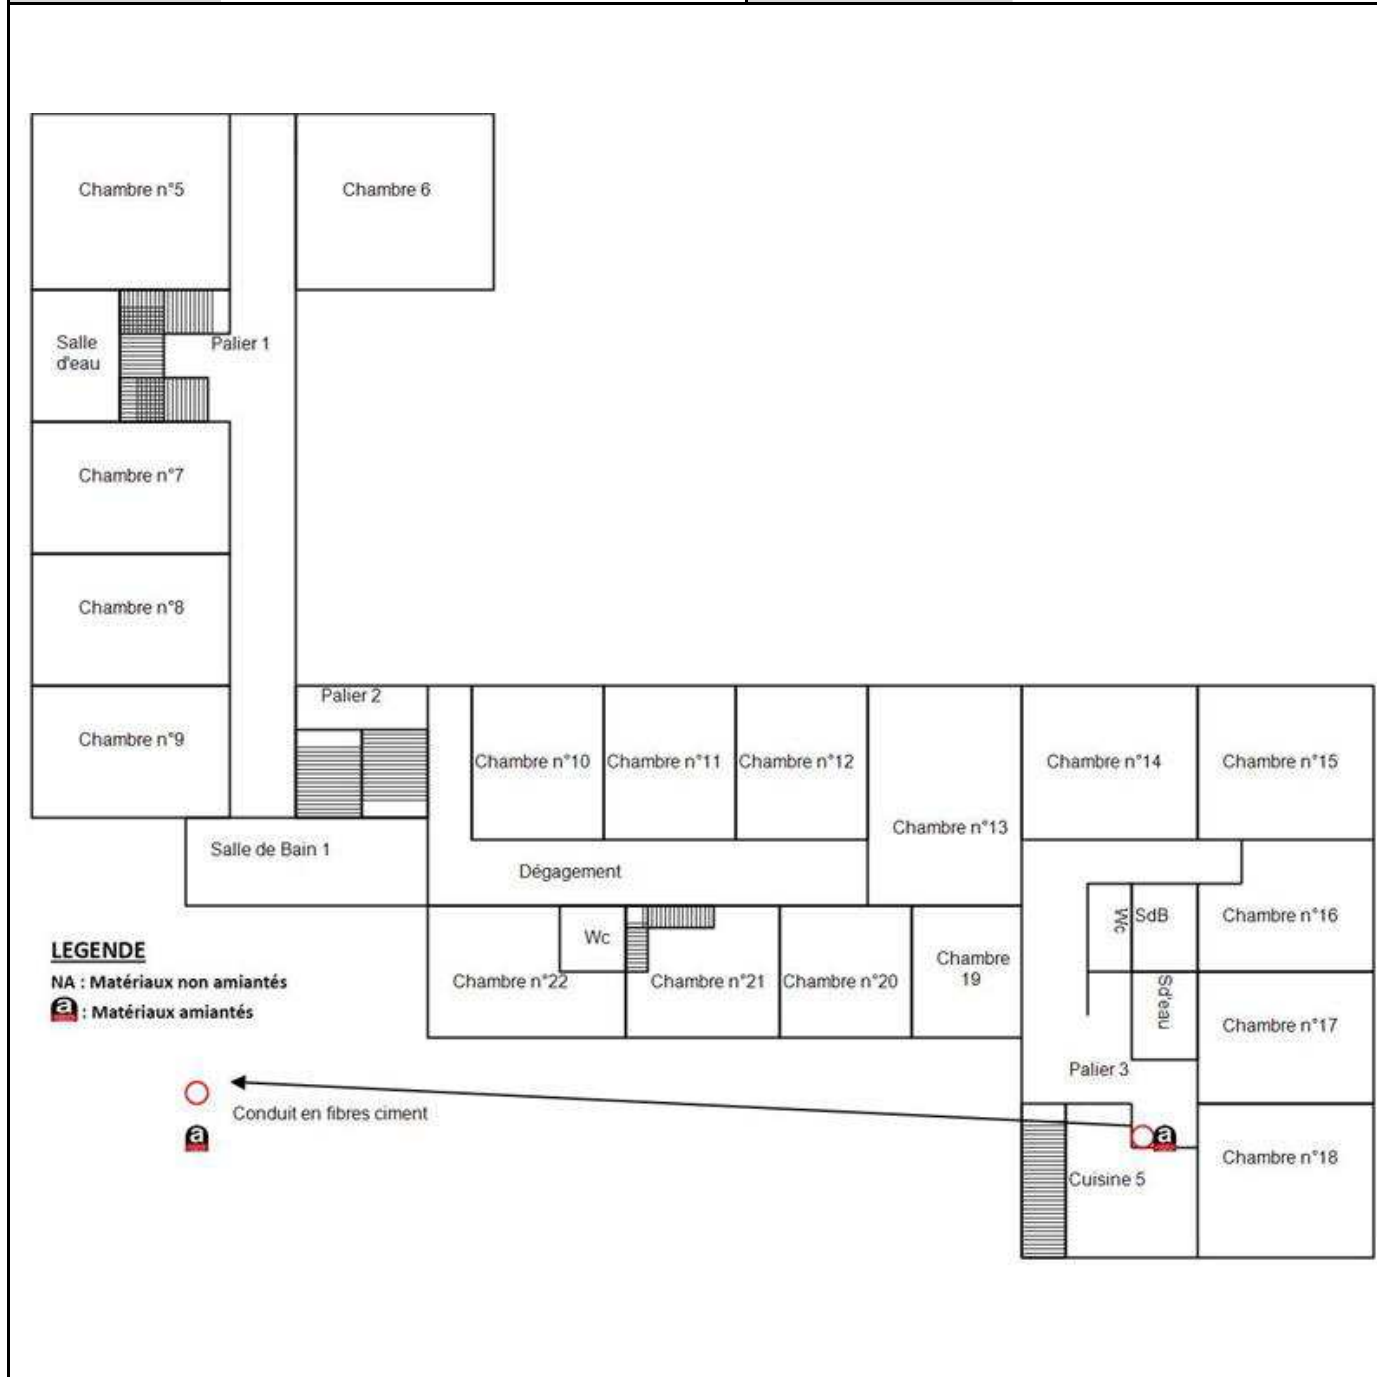 Chambre n°5
Chambre 6
Salle
d'eau
Palier 1
Chambre n°7
Chambre n°8
Chambre n°9
Palier 2
Chambre n°10
Chambre n°11
Chambre n°12
Chambre n°13
Chambre n°14
Chambre n°15
Salle de Bain 1
Dégagement
Wc
SdB
Chambre n°16
Wc
Chambre
19
Chambre n°22
Chambre n°21
Chambre n°20
Sd'eau
Chambre n°17
Palier 3
LEGENDE
NA : Matériaux non amiantés
a : Matériaux amiantés
Conduit en fibres ciment
a
a
Chambre n°18
Cuisine 5